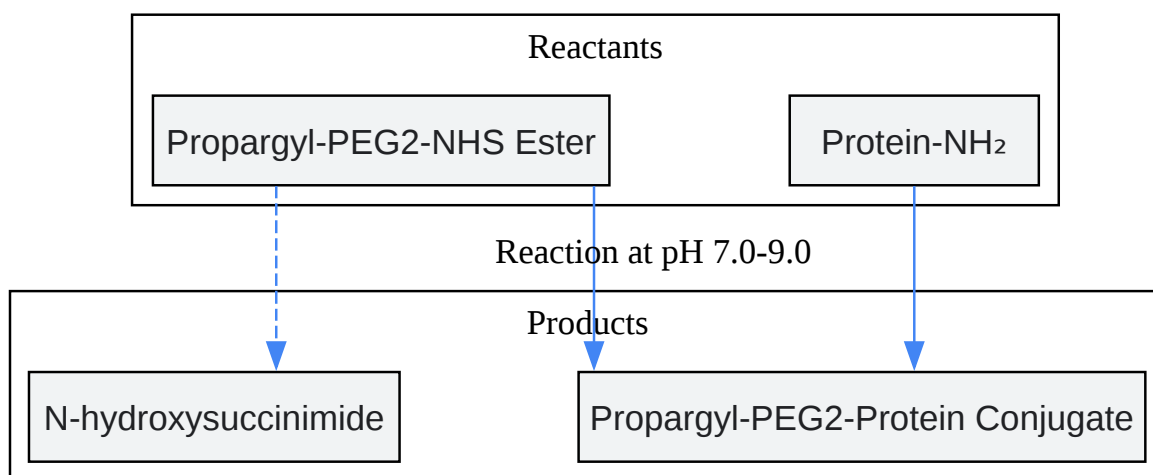 Reactants
Propargyl-PEG2-NHS Ester
Protein-NH₂
Reaction at pH 7.0-9.0
Products
N-hydroxysuccinimide
Propargyl-PEG2-Protein Conjugate